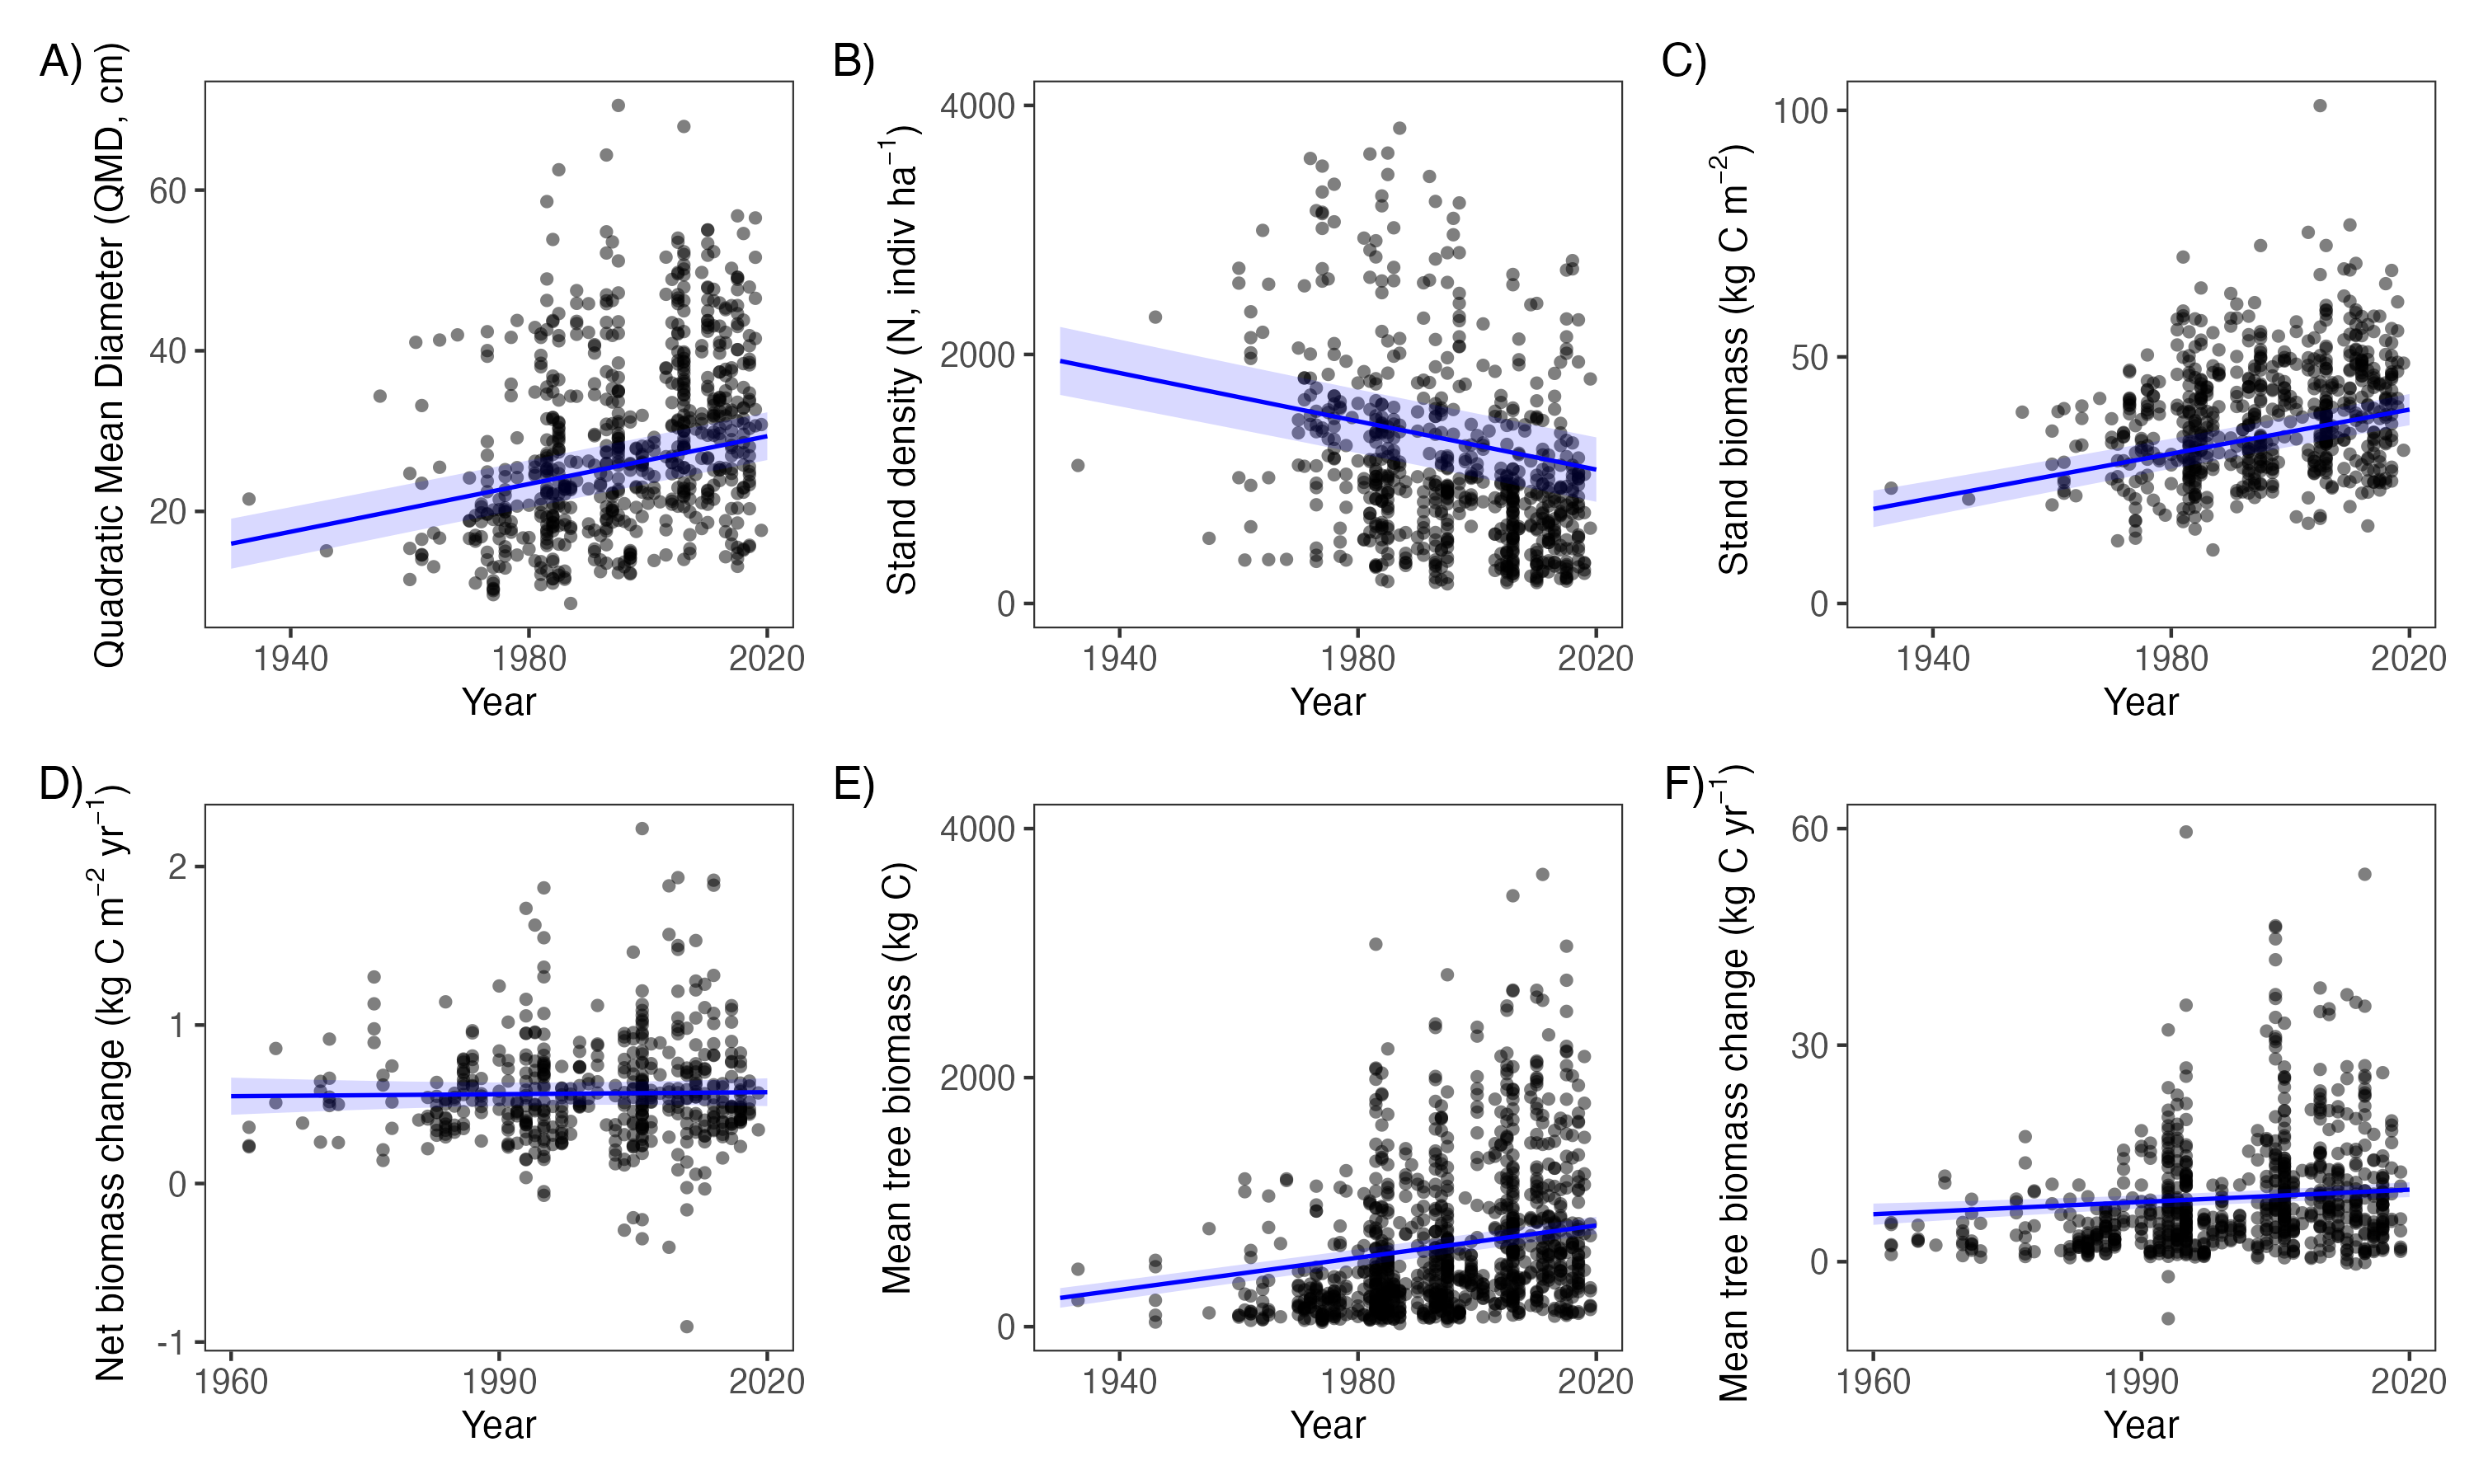 A)
Quadratic Mean Diameter (QMD, cm)
60
40
20
1940
1980
2020
Year
B)
Stand density (N, indiv ha⁻¹)
4000
2000
0
1940
1980
2020
Year
C)
Stand biomass (kg C m⁻²)
100
50
0
1940
1980
2020
Year
D)
Net biomass change (kg C m⁻² yr⁻¹)
2
1
0
-1
1960
1990
2020
Year
E)
Mean tree biomass (kg C)
4000
2000
0
1940
1980
2020
Year
F)
Mean tree biomass change (kg C yr⁻¹)
60
30
0
1960
1990
2020
Year